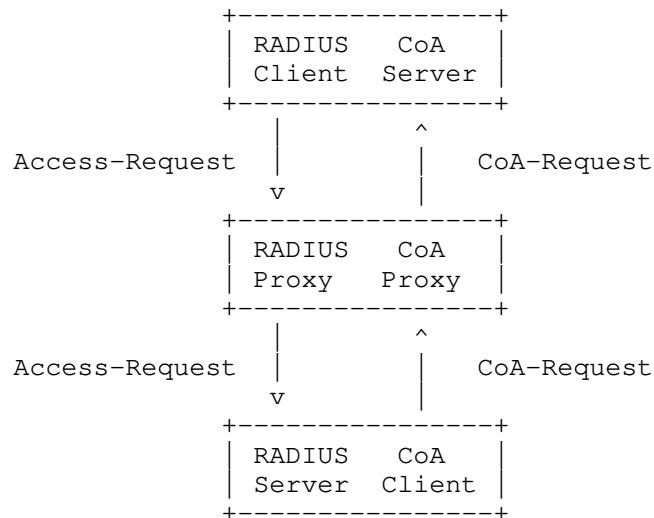 RADIUS CoA
Client Server
Access-Request CoA-Request
RADIUS CoA
Proxy Proxy
Access-Request CoA-Request
RADIUS CoA
Server Client